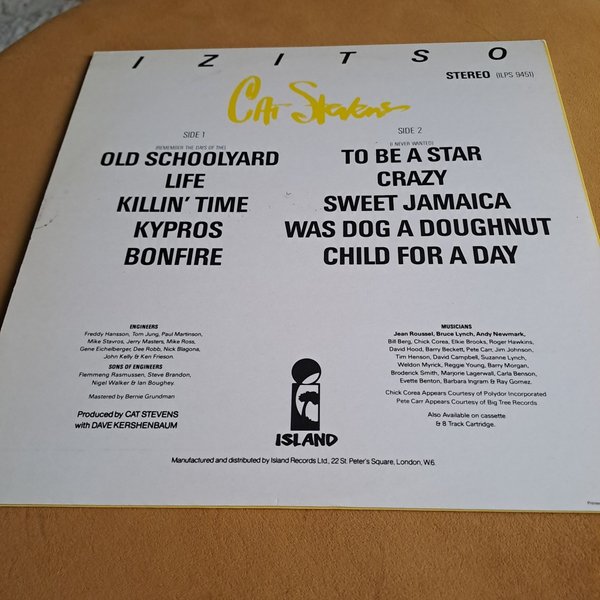 IZITSO
STEREO (ILPS 9451)
Cat Stevens
SIDE 1
(REMEMBER THE DAYS OF THE)
OLD SCHOOLYARD
LIFE
KILLIN' TIME
KYPROS
BONFIRE
SIDE 2
(I NEVER WANTED)
TO BE A STAR
CRAZY
SWEET JAMAICA
WAS DOG A DOUGHNUT
CHILD FOR A DAY
ENGINEERS
Freddy Hansson, Tom Jung, Paul Martinson,
Mike Stavros, Jerry Masters, Mike Ross,
Gene Eichelberger, Dee Robb, Nick Blagona,
John Kelly & Ken Frieson.
SONS OF ENGINEERS
Flemmeng Rasmussen, Steve Brandon,
Nigel Walker & Ian Boughey.
Mastered by Bernie Grundman
Produced by CAT STEVENS
with DAVE KERSHENBAUM
MUSICIANS
Jean Roussel, Bruce Lynch, Andy Newmark,
Bill Berg, Chick Corea, Elkie Brooks, Roger Hawkins,
David Hood, Barry Beckett, Pete Carr, Jim Johnson,
Tim Henson, David Campbell, Suzanne Lynch,
Weldon Myrick, Reggie Young, Barry Morgan,
Broderick Smith, Marjorie Lagerwall, Carla Benson,
Evette Benton, Barbara Ingram & Ray Gomez.
Chick Corea Appears Courtesy of Polydor Incorporated
Pete Carr Appears Courtesy of Big Tree Records
Also Available on cassette
& 8 Track Cartridge.
i
ISLAND
Manufactured and distributed by Island Records Ltd., 22 St. Peter's Square, London, W6.